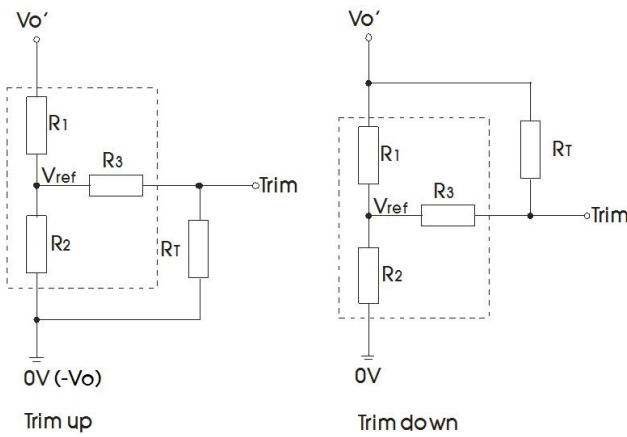 Vo'
R1
Vref
R3
Trim
R2
RT
0V (-Vo)
Trim up
Vo'
R1
RT
Vref
R3
Trim
R2
0V
Trim down